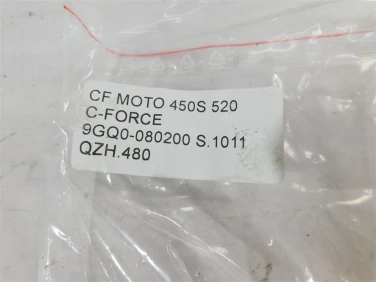 CF MOTO 450S 520
C-FORCE
9GQ0-080200 S.1011
QZH.480